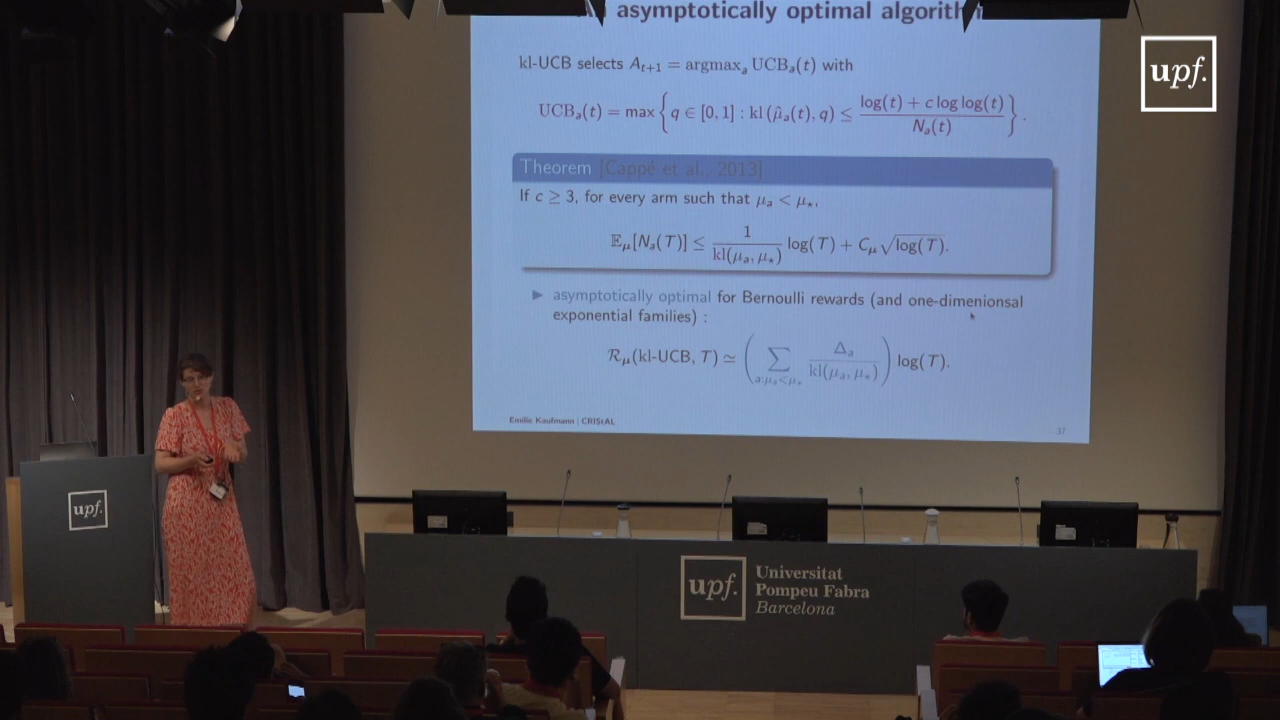 asymptotically optimal algorith
upf.
kl-UCB selects A_{t+1} = argmax_a UCB_a(t) with
UCB_a(t) = max { q ∈ [0, 1] : kl (μ̂_a(t), q) ≤ (log(t) + c log log(t)) / N_a(t) } .
Theorem [Cappé et al., 2013]
If c ≥ 3, for every arm such that μ_a < μ_⋆,
𝔼_μ[N_a(T)] ≤ 1 / kl(μ_a, μ_⋆) log(T) + C_μ √log(T).
► asymptotically optimal for Bernoulli rewards (and one-dimenionsal
exponential families) :
R_μ(kl-UCB, T) ≃ ( ∑_{a:μ_a<μ_⋆} Δ_a / kl(μ_a, μ_⋆) ) log(T).
Emilie Kaufmann | CRIStAL
37
upf.
upf.
Universitat
Pompeu Fabra
Barcelona